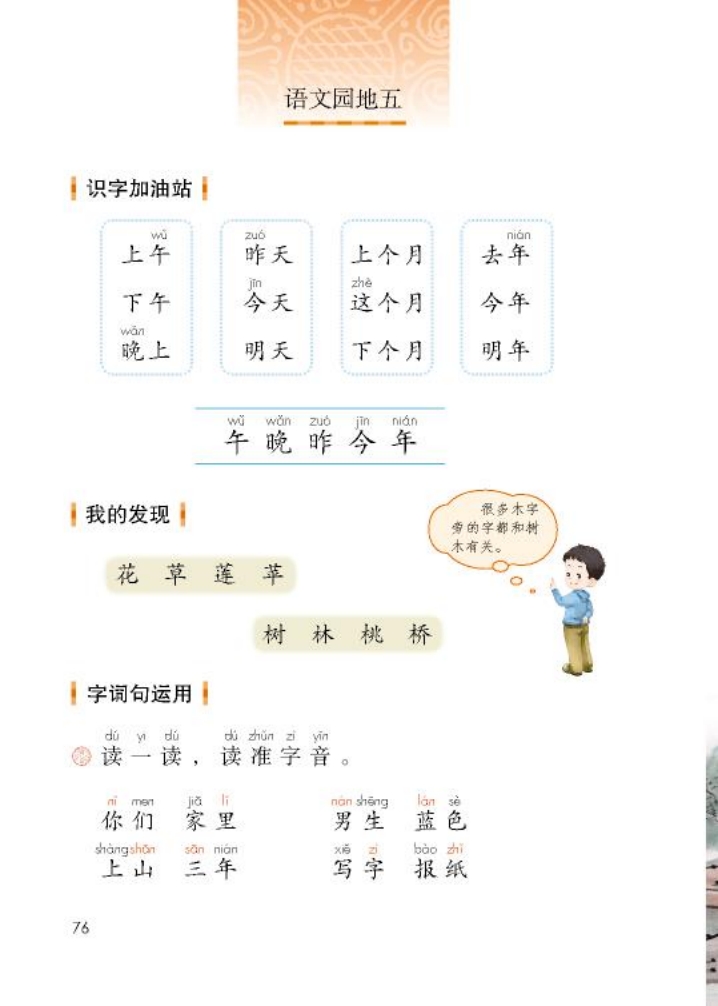 语文园地五
识字加油站
wǔ zuó nián
上午 昨天 上个月 去年
jīn zhè
下午 今天 这个月 今年
wǎn
晚上 明天 下个月 明年
wǔ wǎn zuó jīn nián
午 晚 昨 今 年
我的发现
很多木字
旁的字都和树
木有关。
花 草 莲 苹
树 林 桃 桥
字词句运用
dú yi dú dú zhǔn zì yīn
读一读，读准字音。
nǐ men jiā lǐ nán shēng lán sè
你们 家里 男生 蓝色
shàng shān sān nián xiě zì bào zhǐ
上山 三年 写字 报纸
76